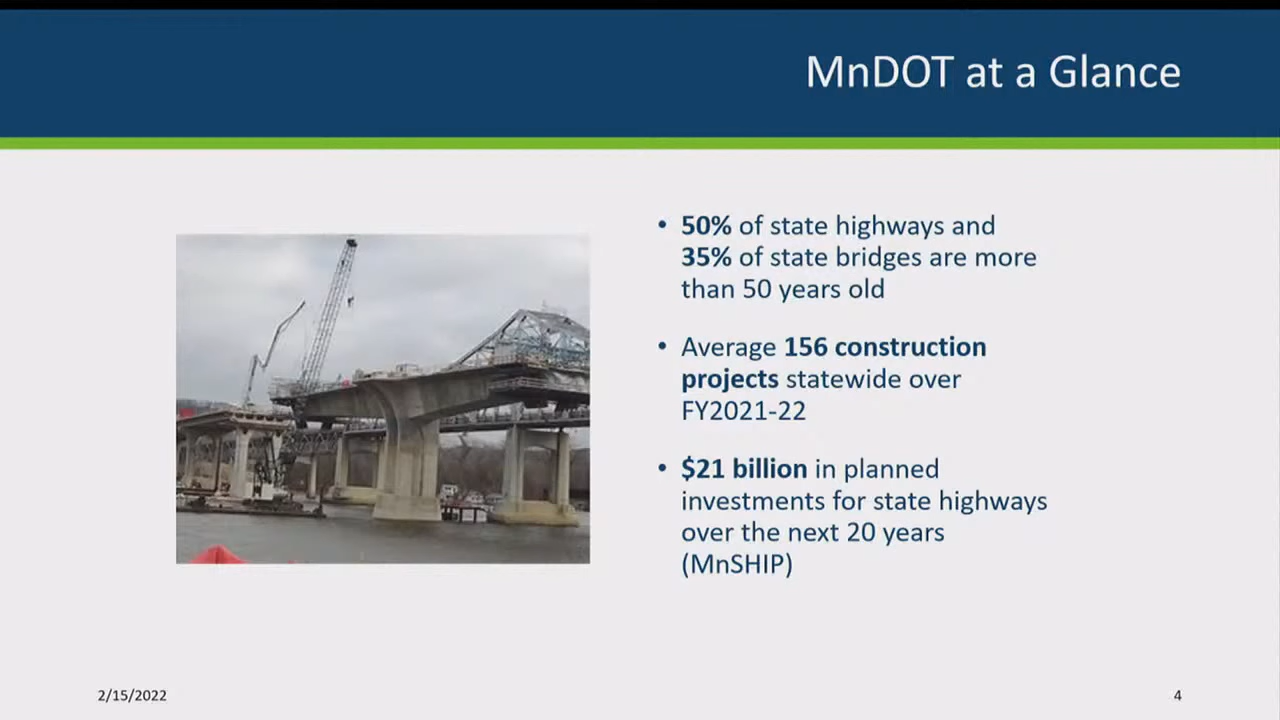 MnDOT at a Glance
• 50% of state highways and
35% of state bridges are more
than 50 years old
• Average 156 construction
projects statewide over
FY2021-22
• $21 billion in planned
investments for state highways
over the next 20 years
(MnSHIP)
2/15/2022
4